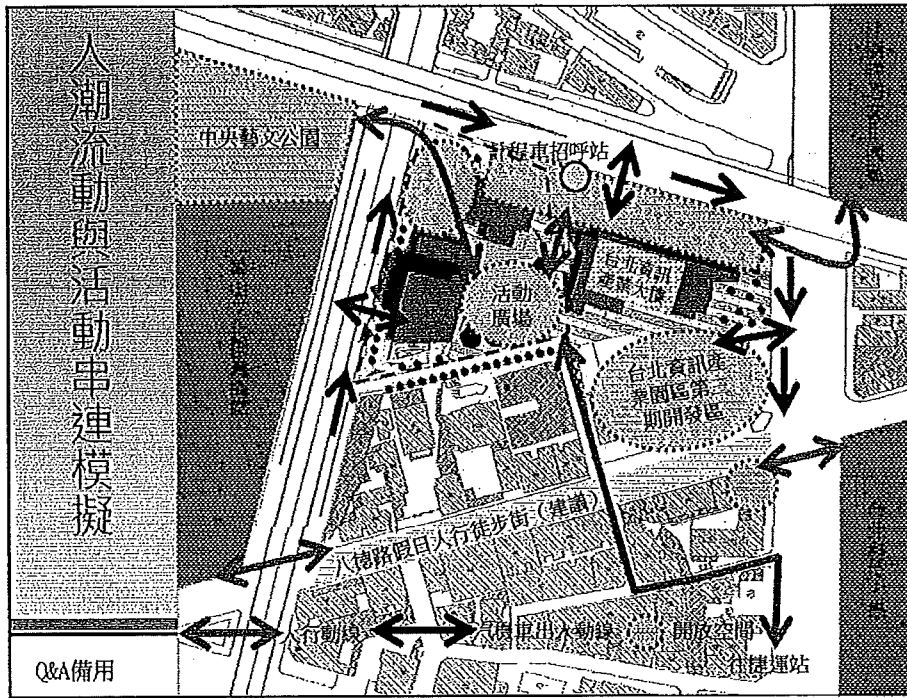 人潮流動與活動串連模擬
Q&A備用
中央藝文公園
計程車招呼站
台北資訊
產業大樓
活動
廣場
台北資訊產
業園區第二
期開發區
八德路假日人行徒步街（建議）
人行動線
汽機車出入動線
開放空間
往捷運站